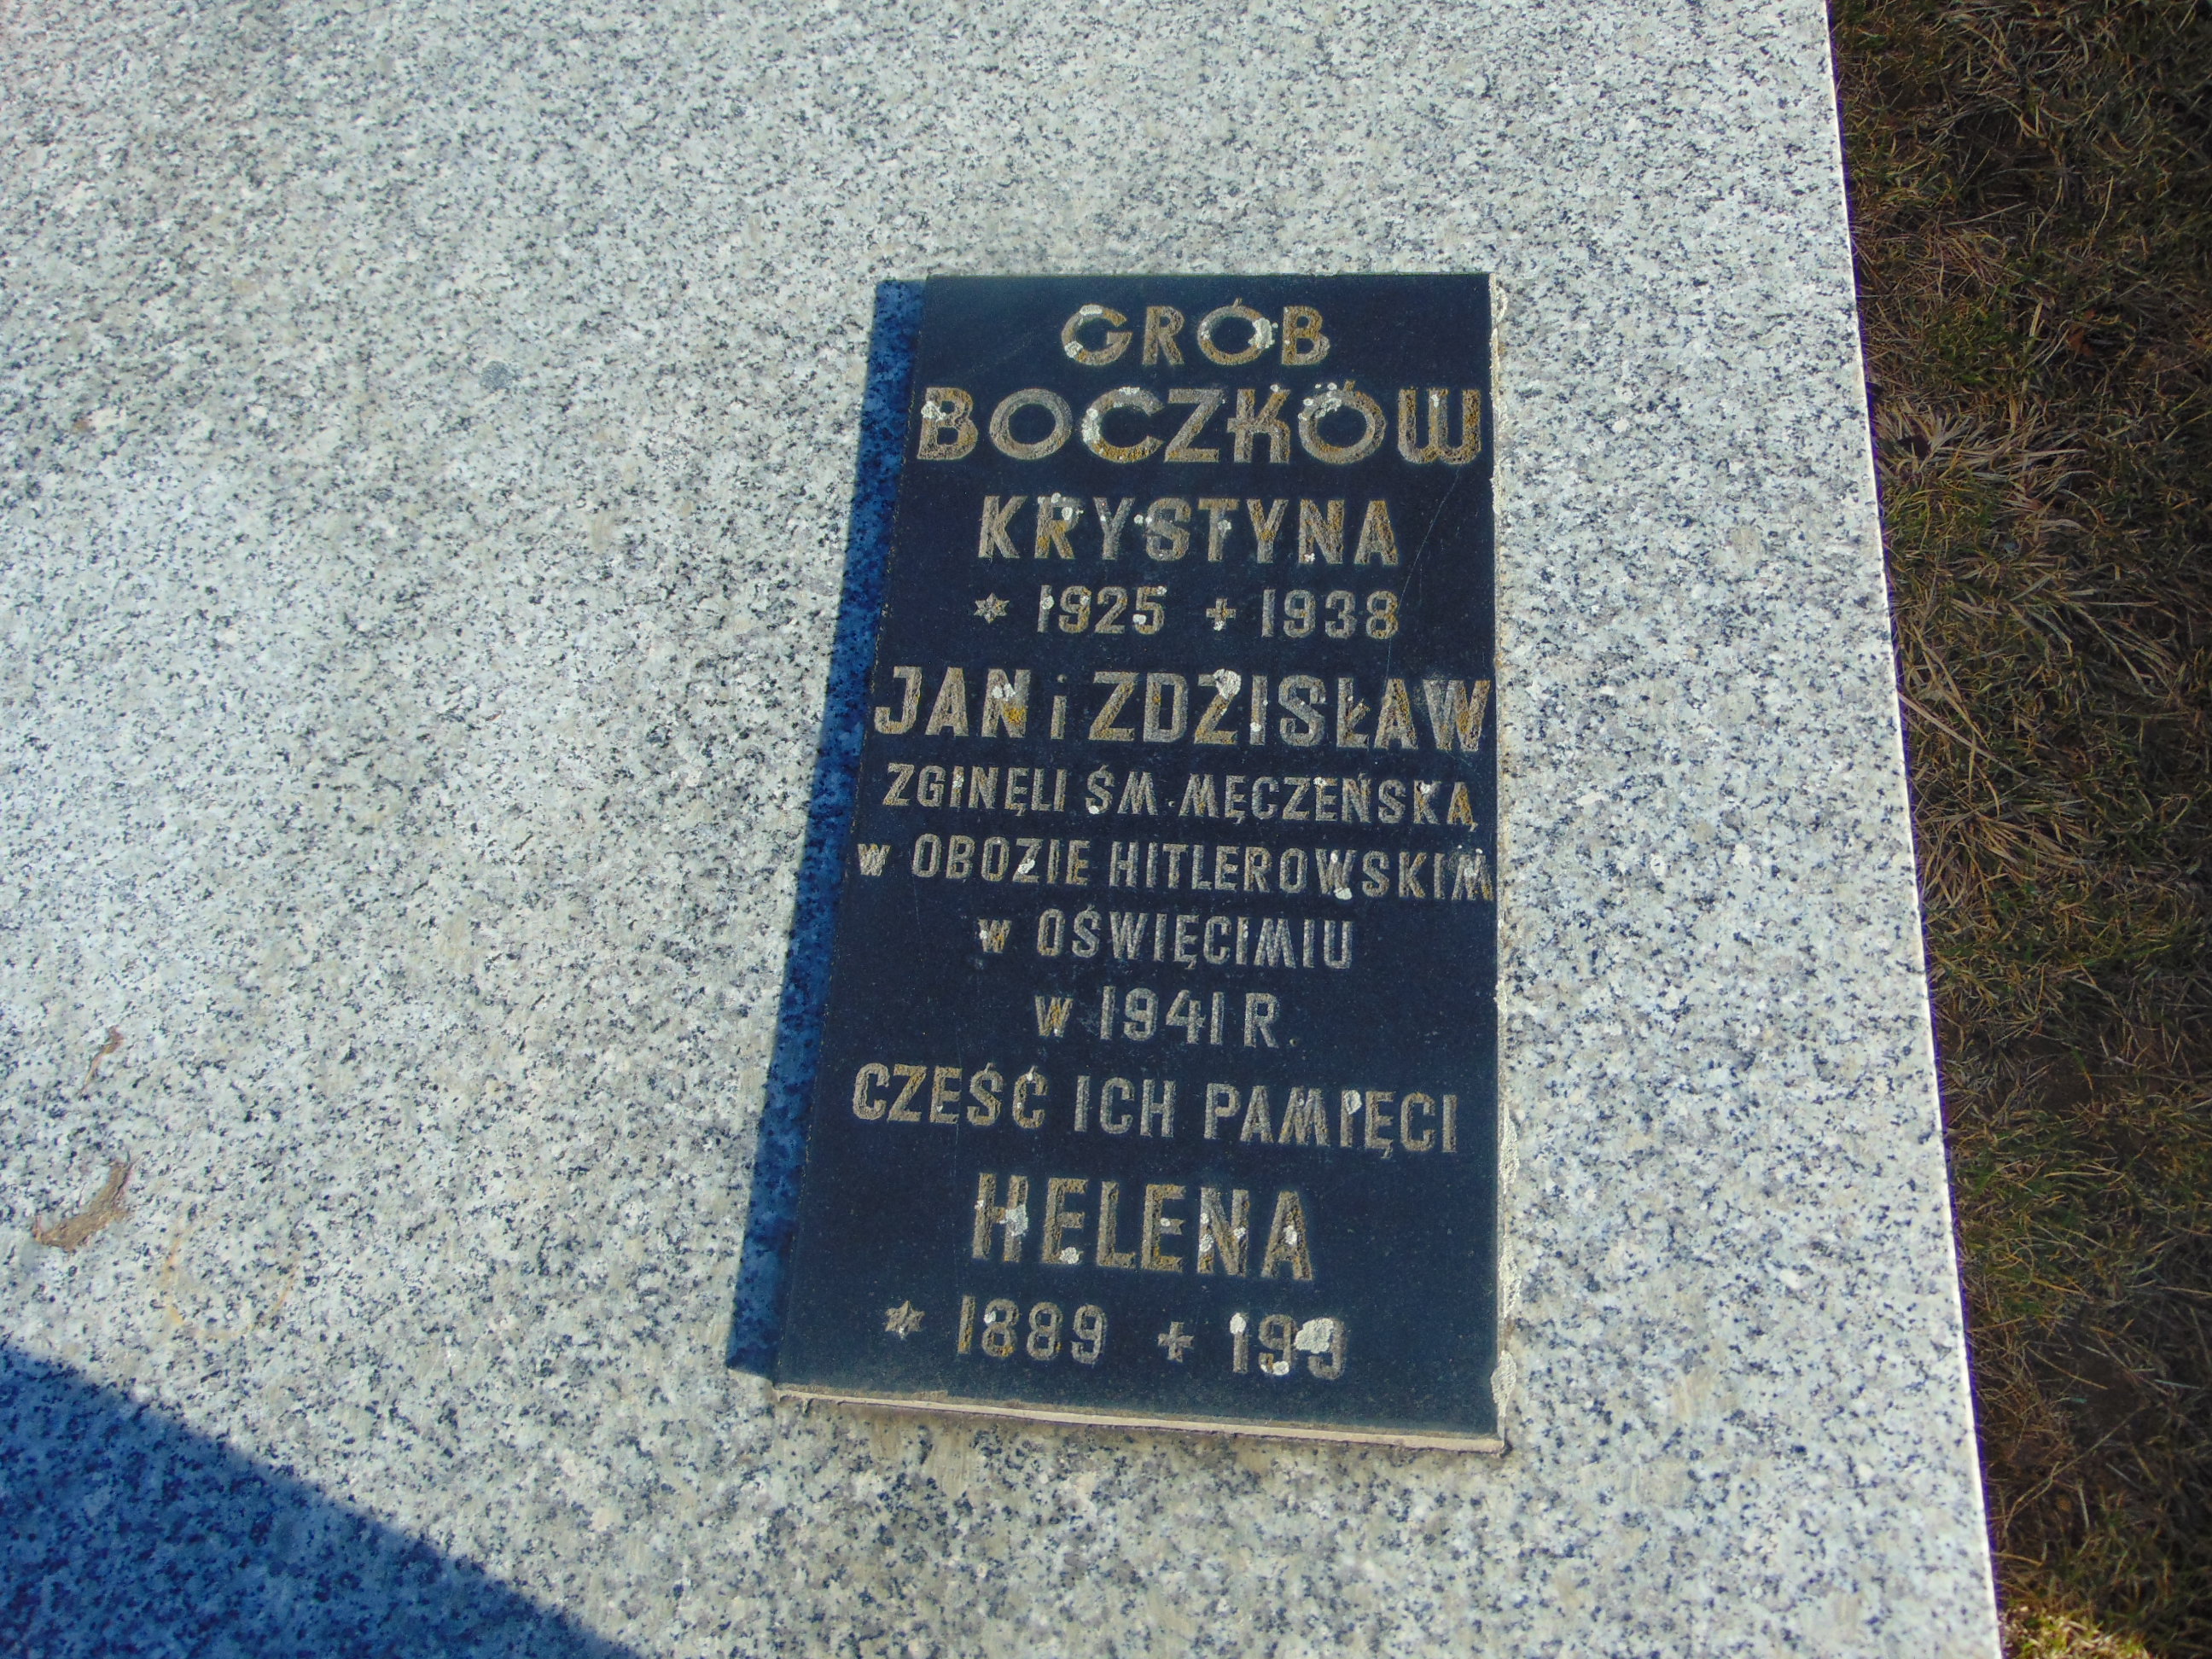 GRÓB
BOCZKÓW
KRYSTYNA
* 1925 + 1938
JAN i ZDZISŁAW
ZGINĘLI ŚM. MĘCZEŃSKĄ
w OBOZIE HITLEROWSKIM
w OŚWIĘCIMIU
w 1941 R.
CZEŚĆ ICH PAMIĘCI
HELENA
* 1889 +